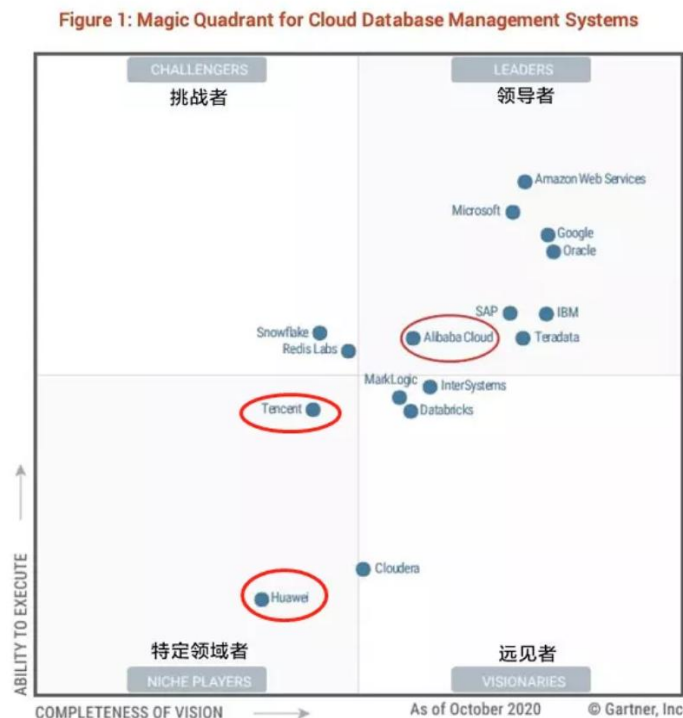 Figure 1: Magic Quadrant for Cloud Database Management Systems
CHALLENGERS
挑战者
LEADERS
领导者
Amazon Web Services
Microsoft
Google
Oracle
SAP
IBM
Snowflake
Alibaba Cloud
Teradata
Redis Labs
MarkLogic
InterSystems
Tencent
Databricks
Cloudera
Huawei
特定领域者
NICHE PLAYERS
远见者
VISIONARIES
ABILITY TO EXECUTE
COMPLETENESS OF VISION
As of October 2020
© Gartner, Inc